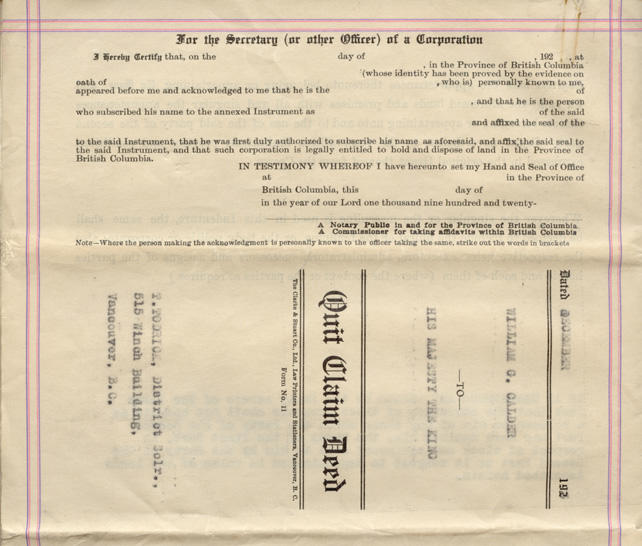 For the Secretary (or other Officer) of a Corporation
I Hereby Certify that, on the day of , 192 , at
, in the Province of British Columbia
(whose identity has been proved by the evidence on
oath of , who is) personally known to me,
appeared before me and acknowledged to me that he is the of
, and that he is the person
who subscribed his name to the annexed Instrument as of the said
and affixed the seal of the
to the said Instrument, that he was first duly authorized to subscribe his name as aforesaid, and affix the said seal to
the said Instrument, and that such corporation is legally entitled to hold and dispose of land in the Province of
British Columbia.
IN TESTIMONY WHEREOF I have hereunto set my Hand and Seal of Office
at in the Province of
British Columbia, this day of
in the year of our Lord one thousand nine hundred and twenty-
A Notary Public in and for the Province of British Columbia.
A Commissioner for taking affidavits within British Columbia
Note—Where the person making the acknowledgment is personally known to the officer taking the same, strike out the words in brackets
Dated DECEMBER 192
WILLIAM G. CALDER
—TO—
HIS MAJESTY THE KING
Quit Claim Deed
The Clarke & Stuart Co., Ltd., Law Printers and Stationers, Vancouver, B. C.
Form No. 11
District Solr.,
515 Winch Building,
Vancouver, B.C.